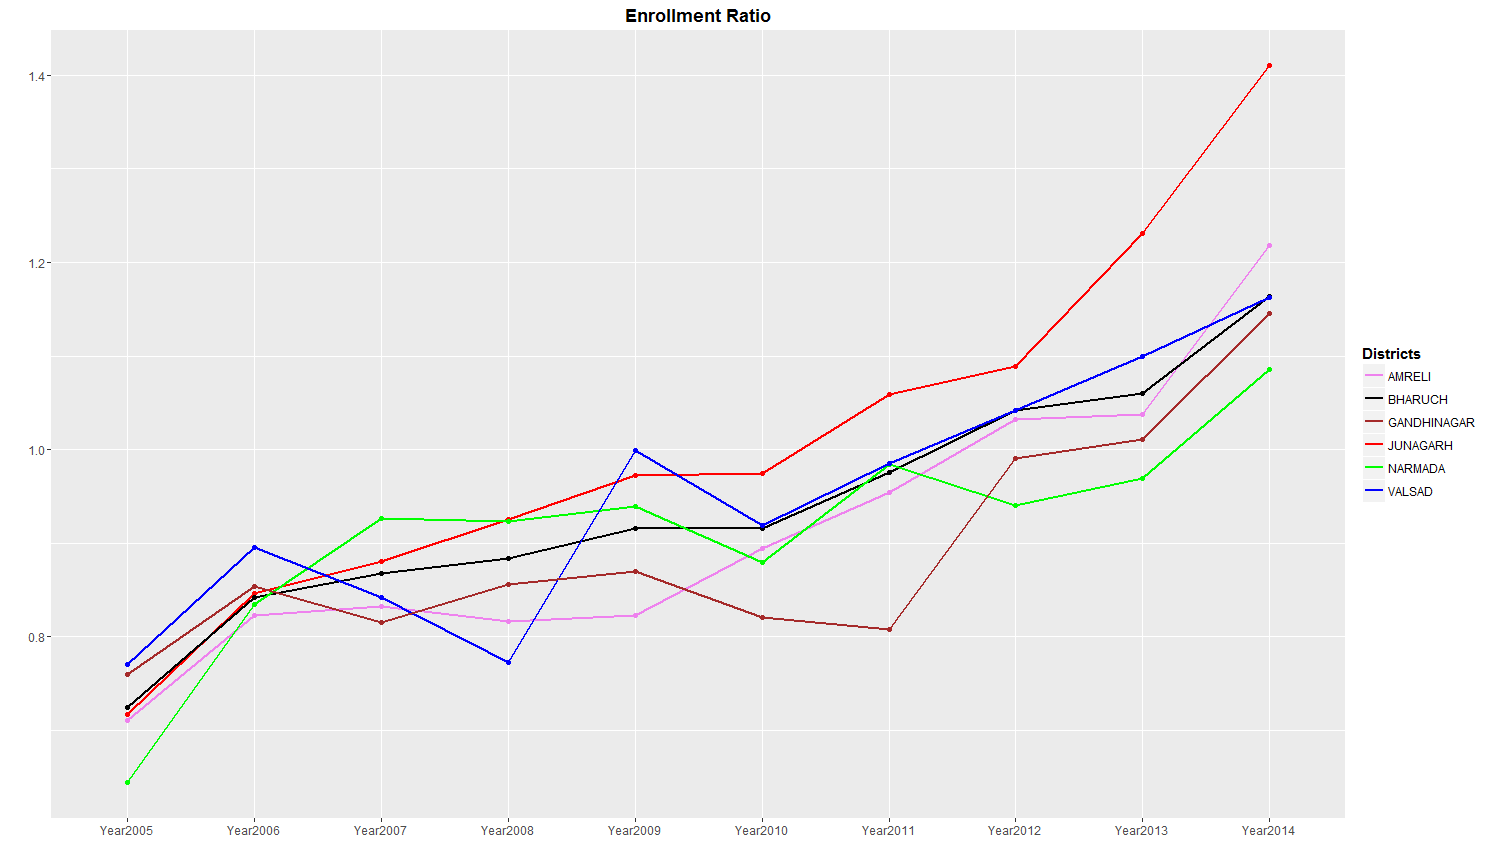 Enrollment Ratio
1.4
1.2
1.0
0.8
Year2005 Year2006 Year2007 Year2008 Year2009 Year2010 Year2011 Year2012 Year2013 Year2014
Districts
AMRELI
BHARUCH
GANDHINAGAR
JUNAGARH
NARMADA
VALSAD